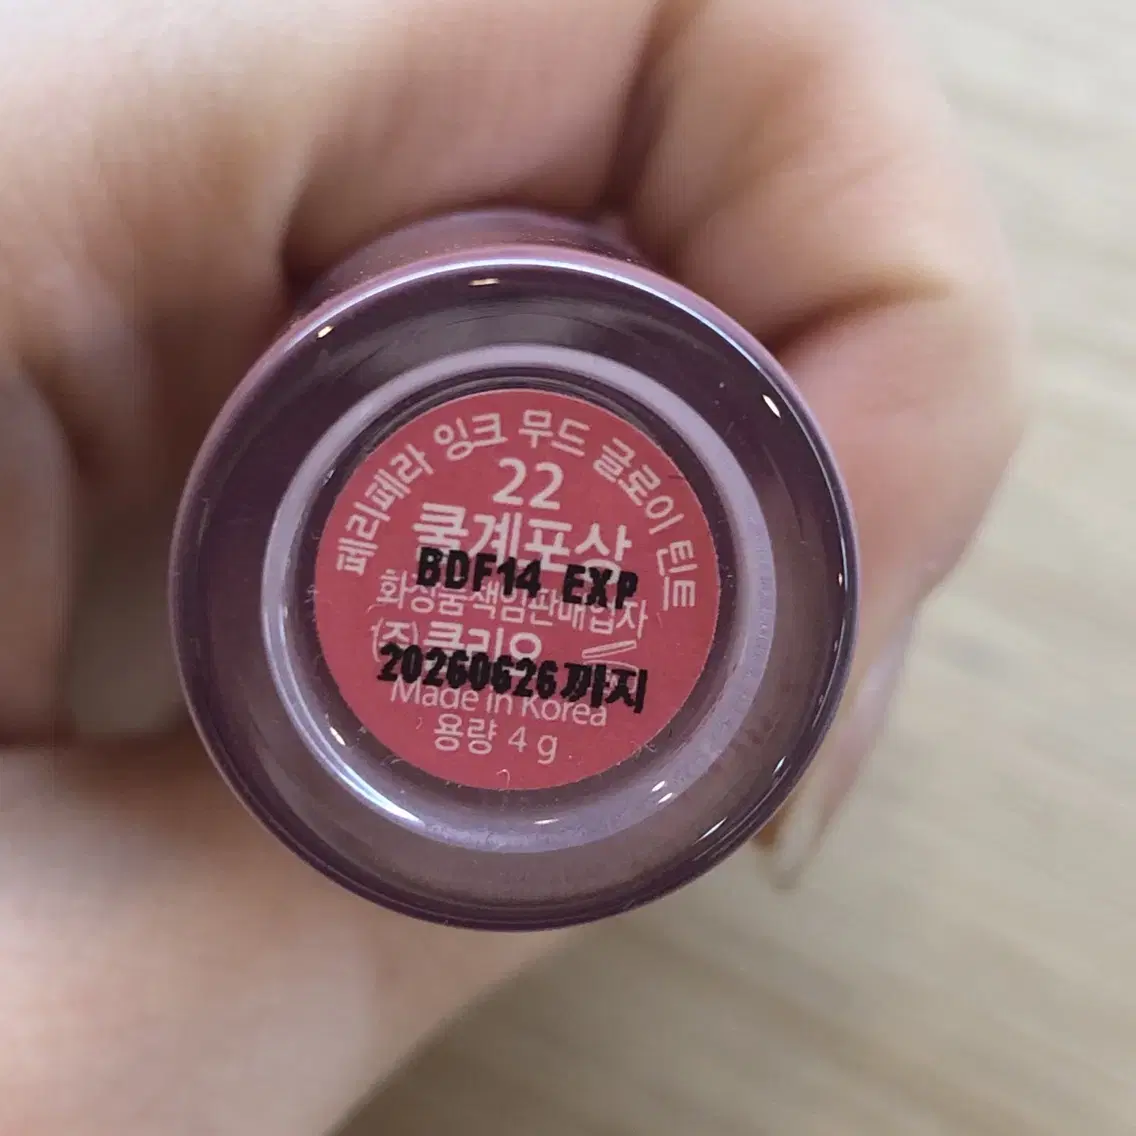 페리페라 잉크 무드 글로이 틴트
22
쿨계포상
BDF14 EXP
화장품책임판매업자
(주)클리오
20260626까지
Made in Korea
용량 4 g